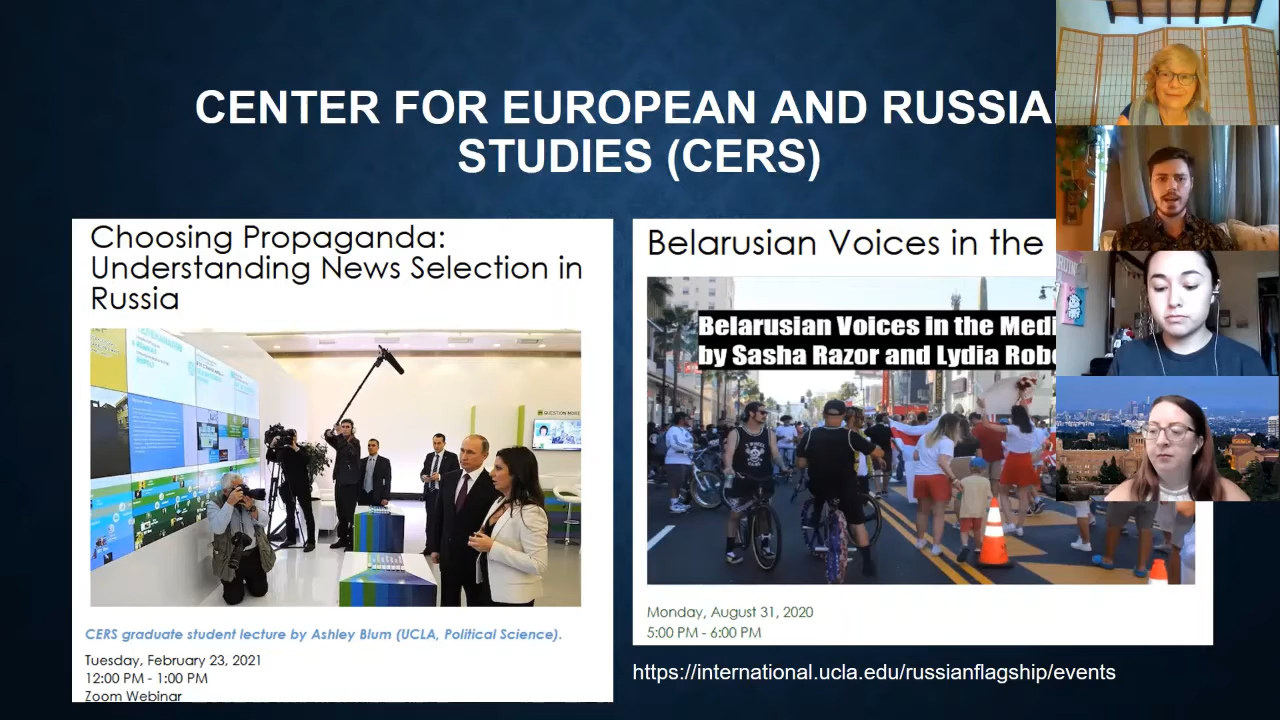 CENTER FOR EUROPEAN AND RUSSIA
STUDIES (CERS)
Choosing Propaganda:
Understanding News Selection in
Russia
QUESTION MORE
CERS graduate student lecture by Ashley Blum (UCLA, Political Science).
Tuesday, February 23, 2021
12:00 PM - 1:00 PM
Zoom Webinar
Belarusian Voices in the
Belarusian Voices in the Medi
by Sasha Razor and Lydia Robe
Monday, August 31, 2020
5:00 PM - 6:00 PM
https://international.ucla.edu/russianflagship/events